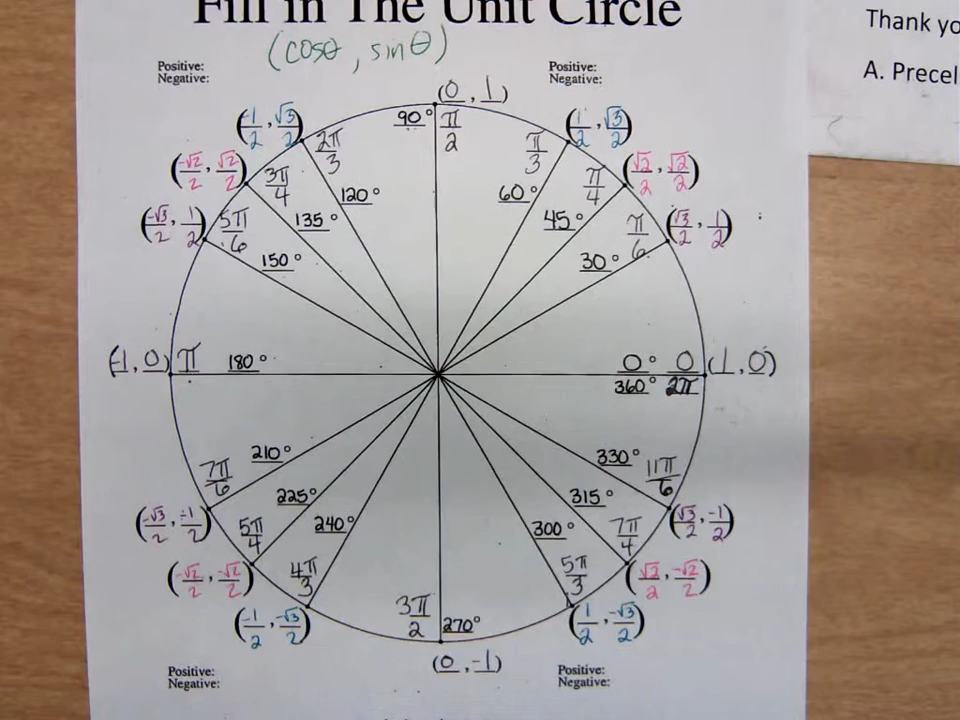 Fill in The Unit Circle
Thank yo
(cosθ, sinθ)
A. Precel
Positive:
Negative:
Positive:
Negative:
(0, 1)
90° π/2
(-1/2, √3/2) 2π/3 120°
π/3 60° (1/2, √3/2)
(-√2/2, √2/2) 3π/4 135°
π/4 45° (√2/2, √2/2)
(-√3/2, 1/2) 5π/6 150°
π/6 30° (√3/2, 1/2)
(-1, 0) π 180°
0° 0 (1, 0)
360° 2π
210° 7π/6 (-√3/2, -1/2)
330° 11π/6 (√3/2, -1/2)
225° 5π/4 (-√2/2, -√2/2)
315° 7π/4 (√2/2, -√2/2)
240° 4π/3 (-1/2, -√3/2)
300° 5π/3 (1/2, -√3/2)
3π/2 270°
(0, -1)
Positive:
Negative:
Positive:
Negative: